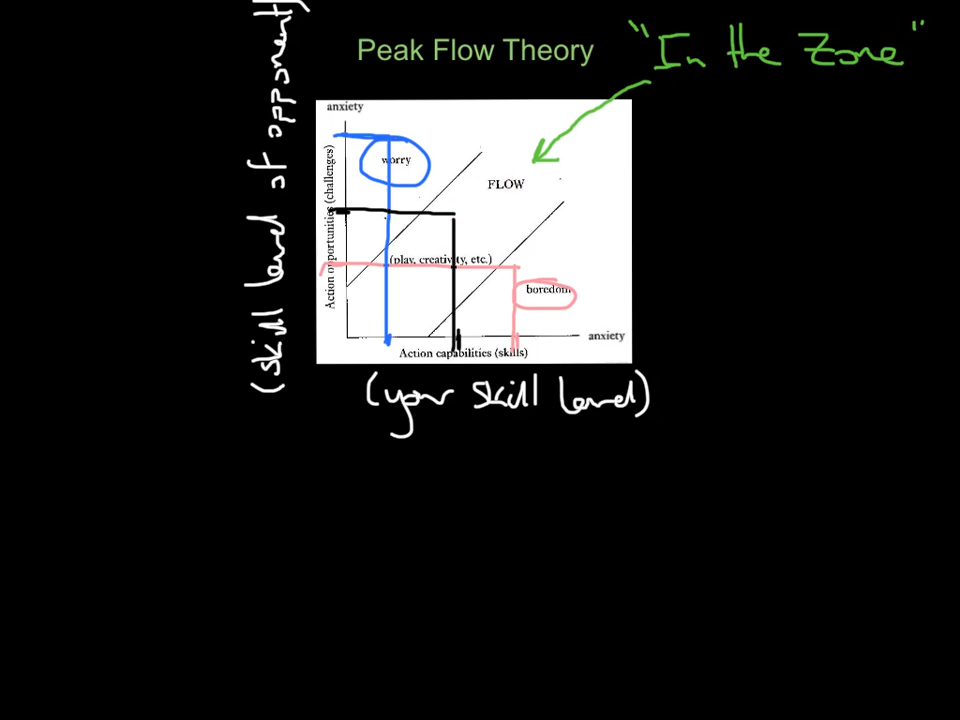 Peak Flow Theory
"In the Zone"
(skill level of opponent)
anxiety
Action opportunities (challenges)
worry
FLOW
(play, creativity, etc.)
boredom
anxiety
Action capabilities (skills)
(your skill level)